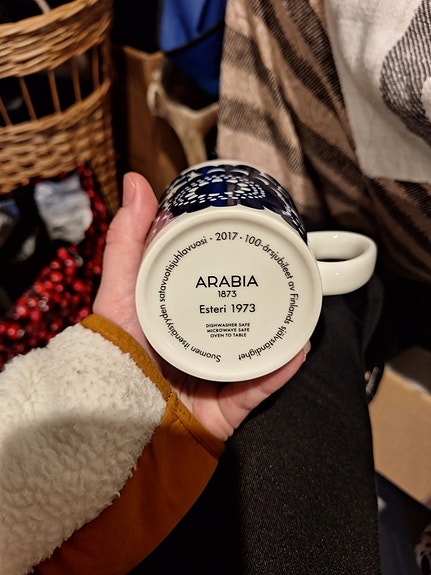 Suomen itsenäisyyden satavuotisjuhlavuosi - 2017 - 100-årsjubileet av Finlands självständighet
ARABIA
1873
Esteri 1973
DISHWASHER SAFE
MICROWAVE SAFE
OVEN TO TABLE